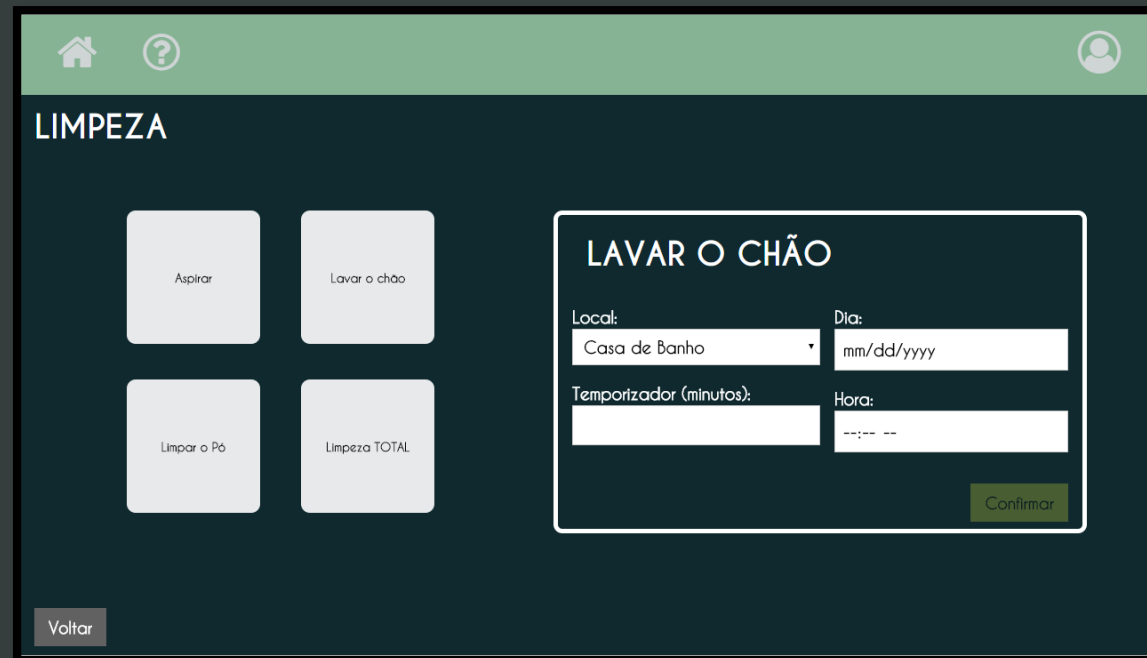 LIMPEZA
Aspirar
Lavar o chão
Limpar o Pó
Limpeza TOTAL
LAVAR O CHÃO
Local:
Casa de Banho
Dia:
mm/dd/yyyy
Temporizador (minutos):
Hora:
--:-- --
Confirmar
Voltar